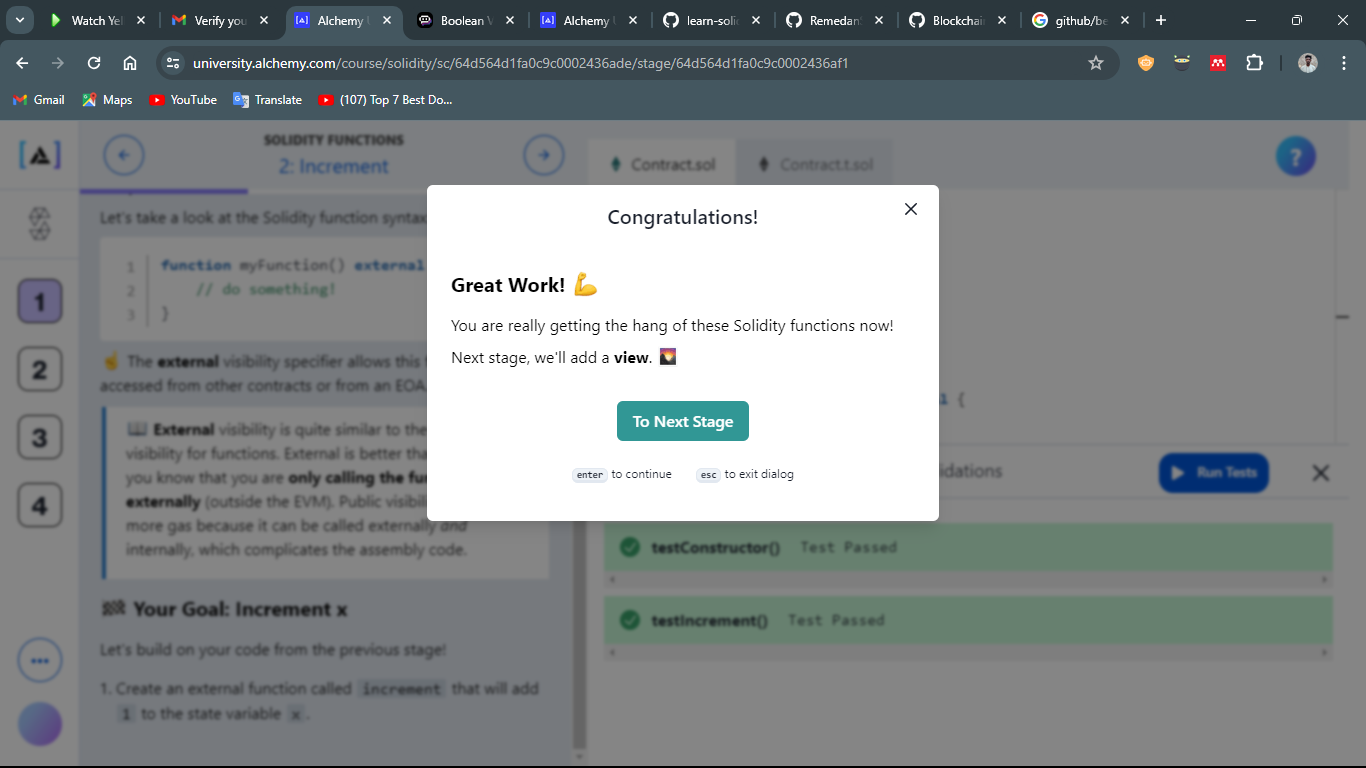 Watch Yel
Verify you
Alchemy U
Boolean V
Alchemy U
learn-soli
Remedan
Blockchai
github/be
university.alchemy.com/course/solidity/sc/64d564d1fa0c9c0002436ade/stage/64d564d1fa0c9c0002436af1
Gmail
Maps
YouTube
Translate
(107) Top 7 Best Do...
SOLIDITY FUNCTIONS
2: Increment
Contract.sol
Contract.t.sol
?
Let's take a look at the Solidity function syntax
1 function myFunction() external
2 // do something!
3 }
1
2
3
4
☝️ The external visibility specifier allows this
accessed from other contracts or from an EOA.
📖 External visibility is quite similar to the
visibility for functions. External is better tha
you know that you are only calling the fu
externally (outside the EVM). Public visibili
more gas because it can be called externally and
internally, which complicates the assembly code.
🏁 Your Goal: Increment x
Let's build on your code from the previous stage!
1. Create an external function called increment that will add
1 to the state variable x.
Congratulations!
Great Work! 💪
You are really getting the hang of these Solidity functions now!
Next stage, we'll add a view. 🌄
To Next Stage
enter to continue
esc to exit dialog
l {
idations
Run Tests
testConstructor() Test Passed
testIncrement() Test Passed